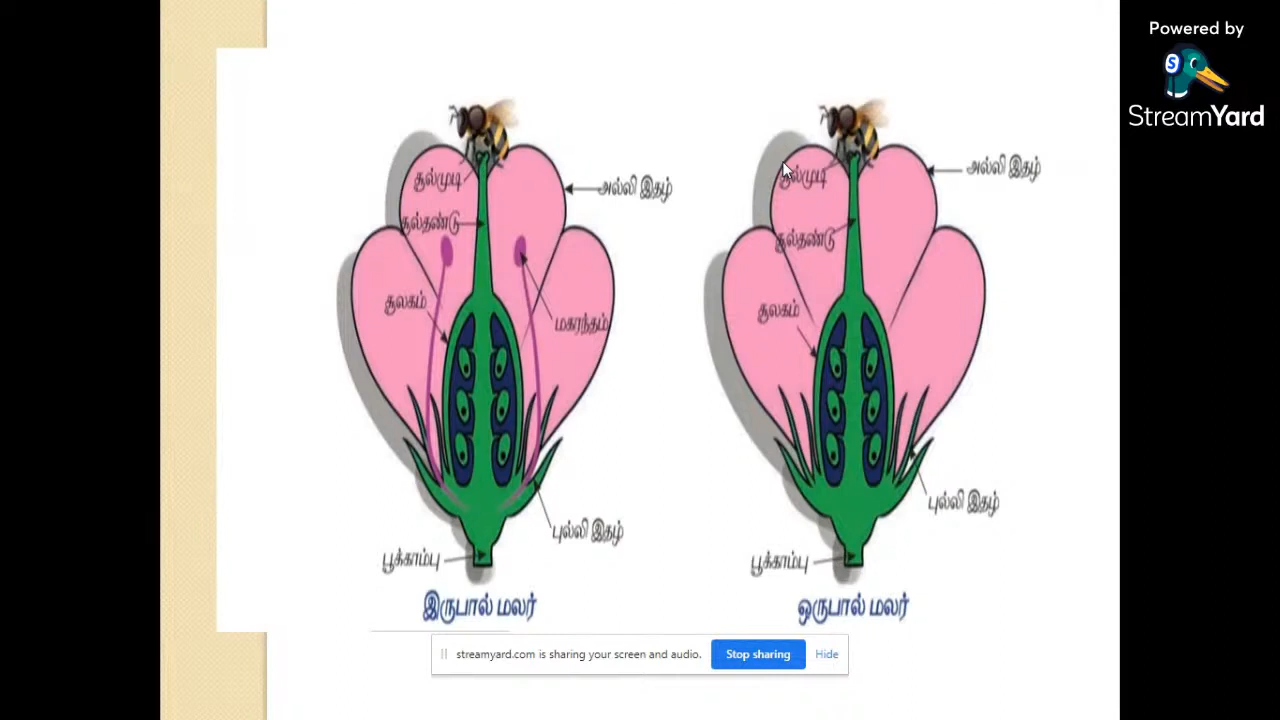 Powered by
StreamYard
சூல்முடி
அல்லி இதழ்
சூல்தண்டு
சூலகம்
மகரந்தம்
புல்லி இதழ்
பூக்காம்பு
இருபால் மலர்
சூல்முடி
அல்லி இதழ்
சூல்தண்டு
சூலகம்
புல்லி இதழ்
பூக்காம்பு
ஒருபால் மலர்
streamyard.com is sharing your screen and audio.
Stop sharing
Hide